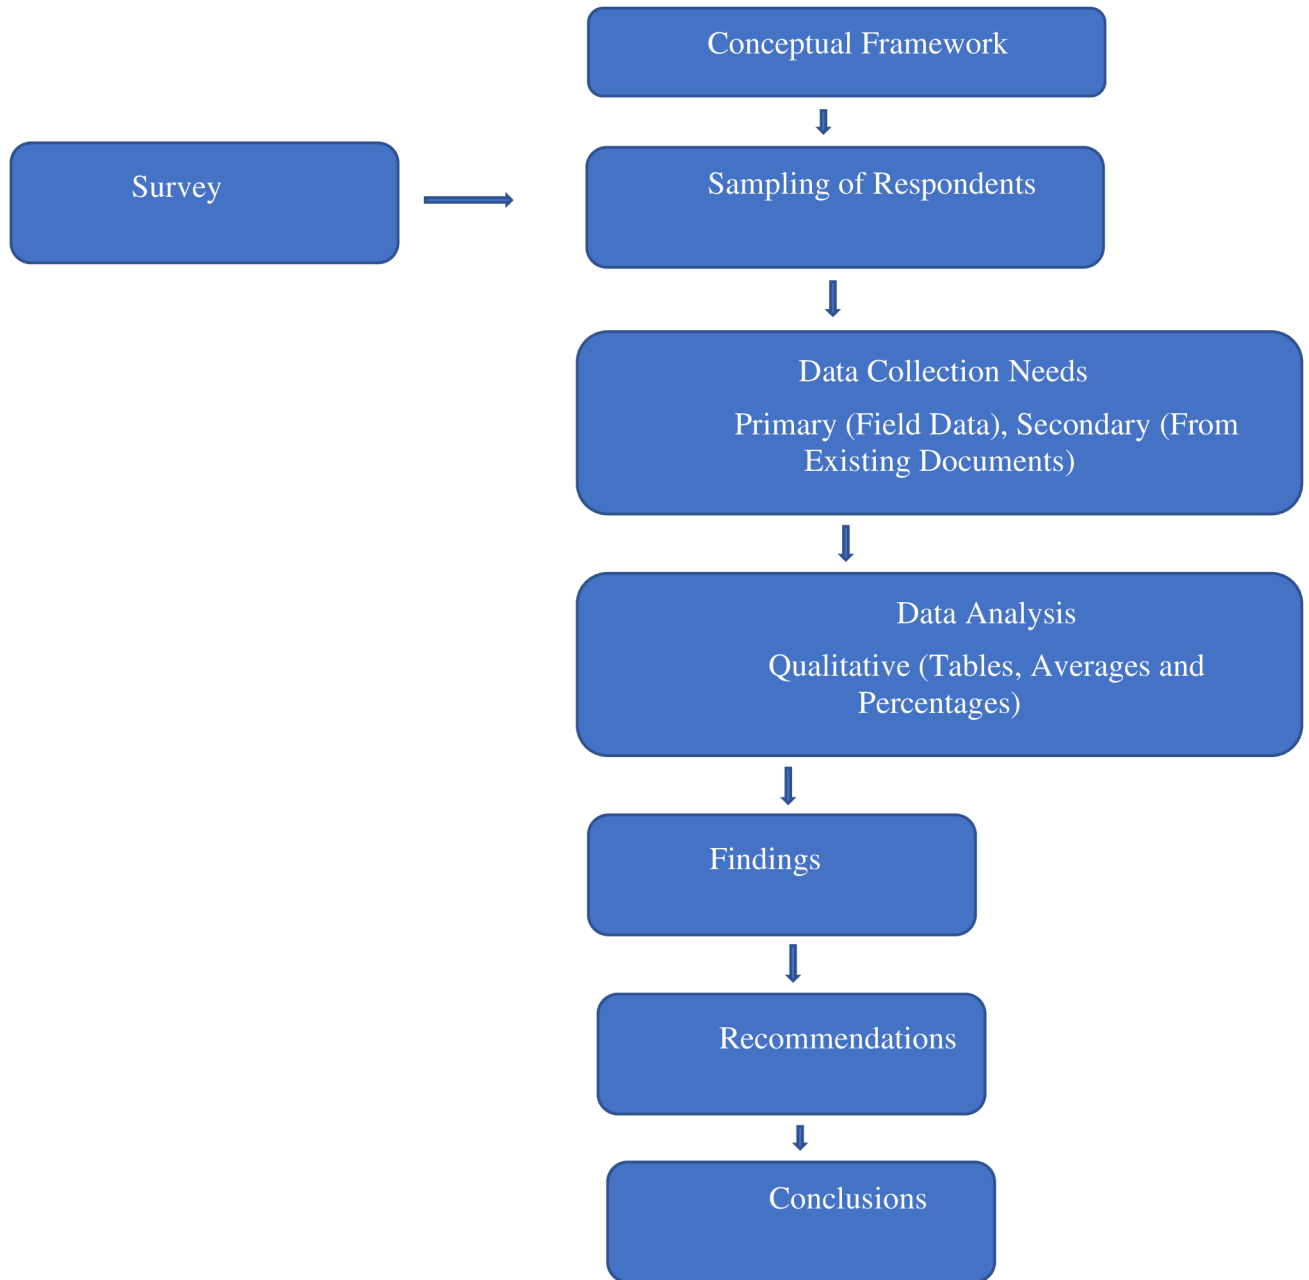 Conceptual Framework
Survey
Sampling of Respondents
Data Collection Needs
Primary (Field Data), Secondary (From
Existing Documents)
Data Analysis
Qualitative (Tables, Averages and
Percentages)
Findings
Recommendations
Conclusions